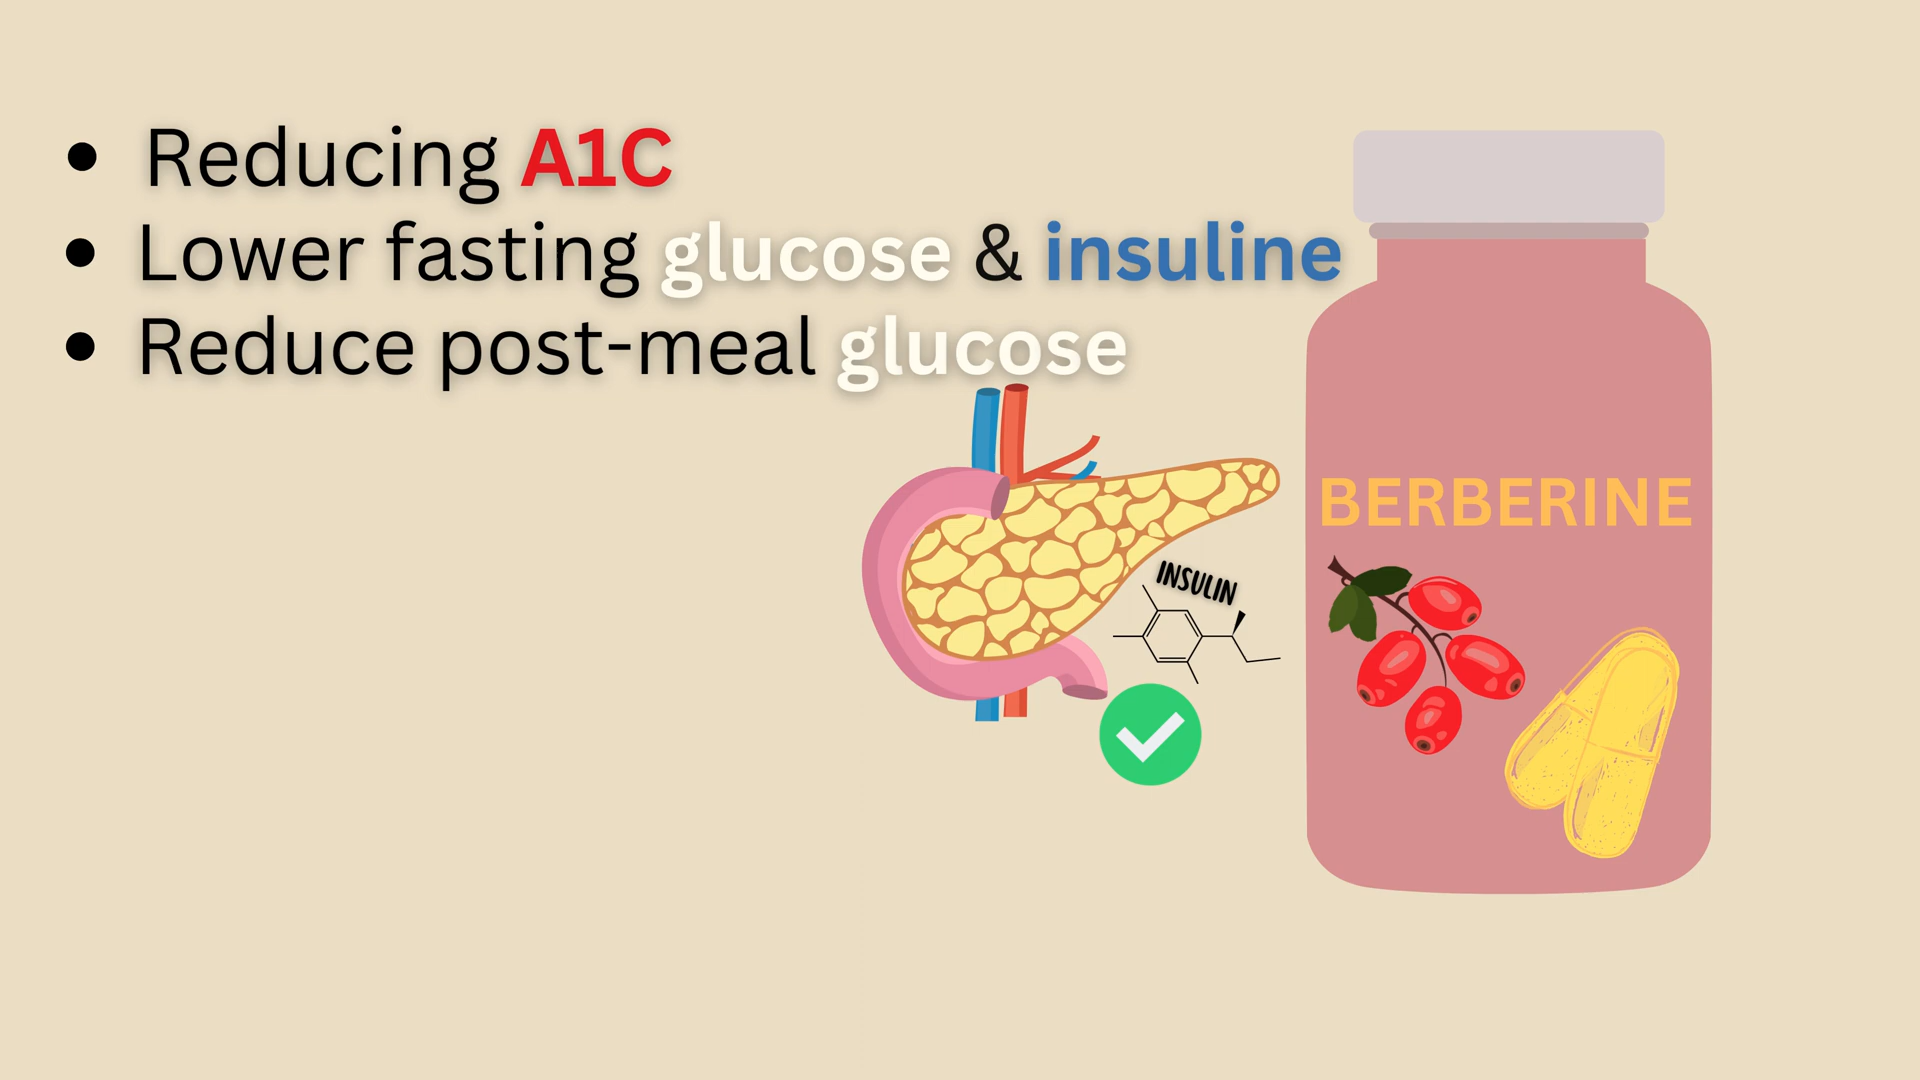 • Reducing A1C
• Lower fasting glucose & insuline
• Reduce post-meal glucose
BERBERINE
INSULIN